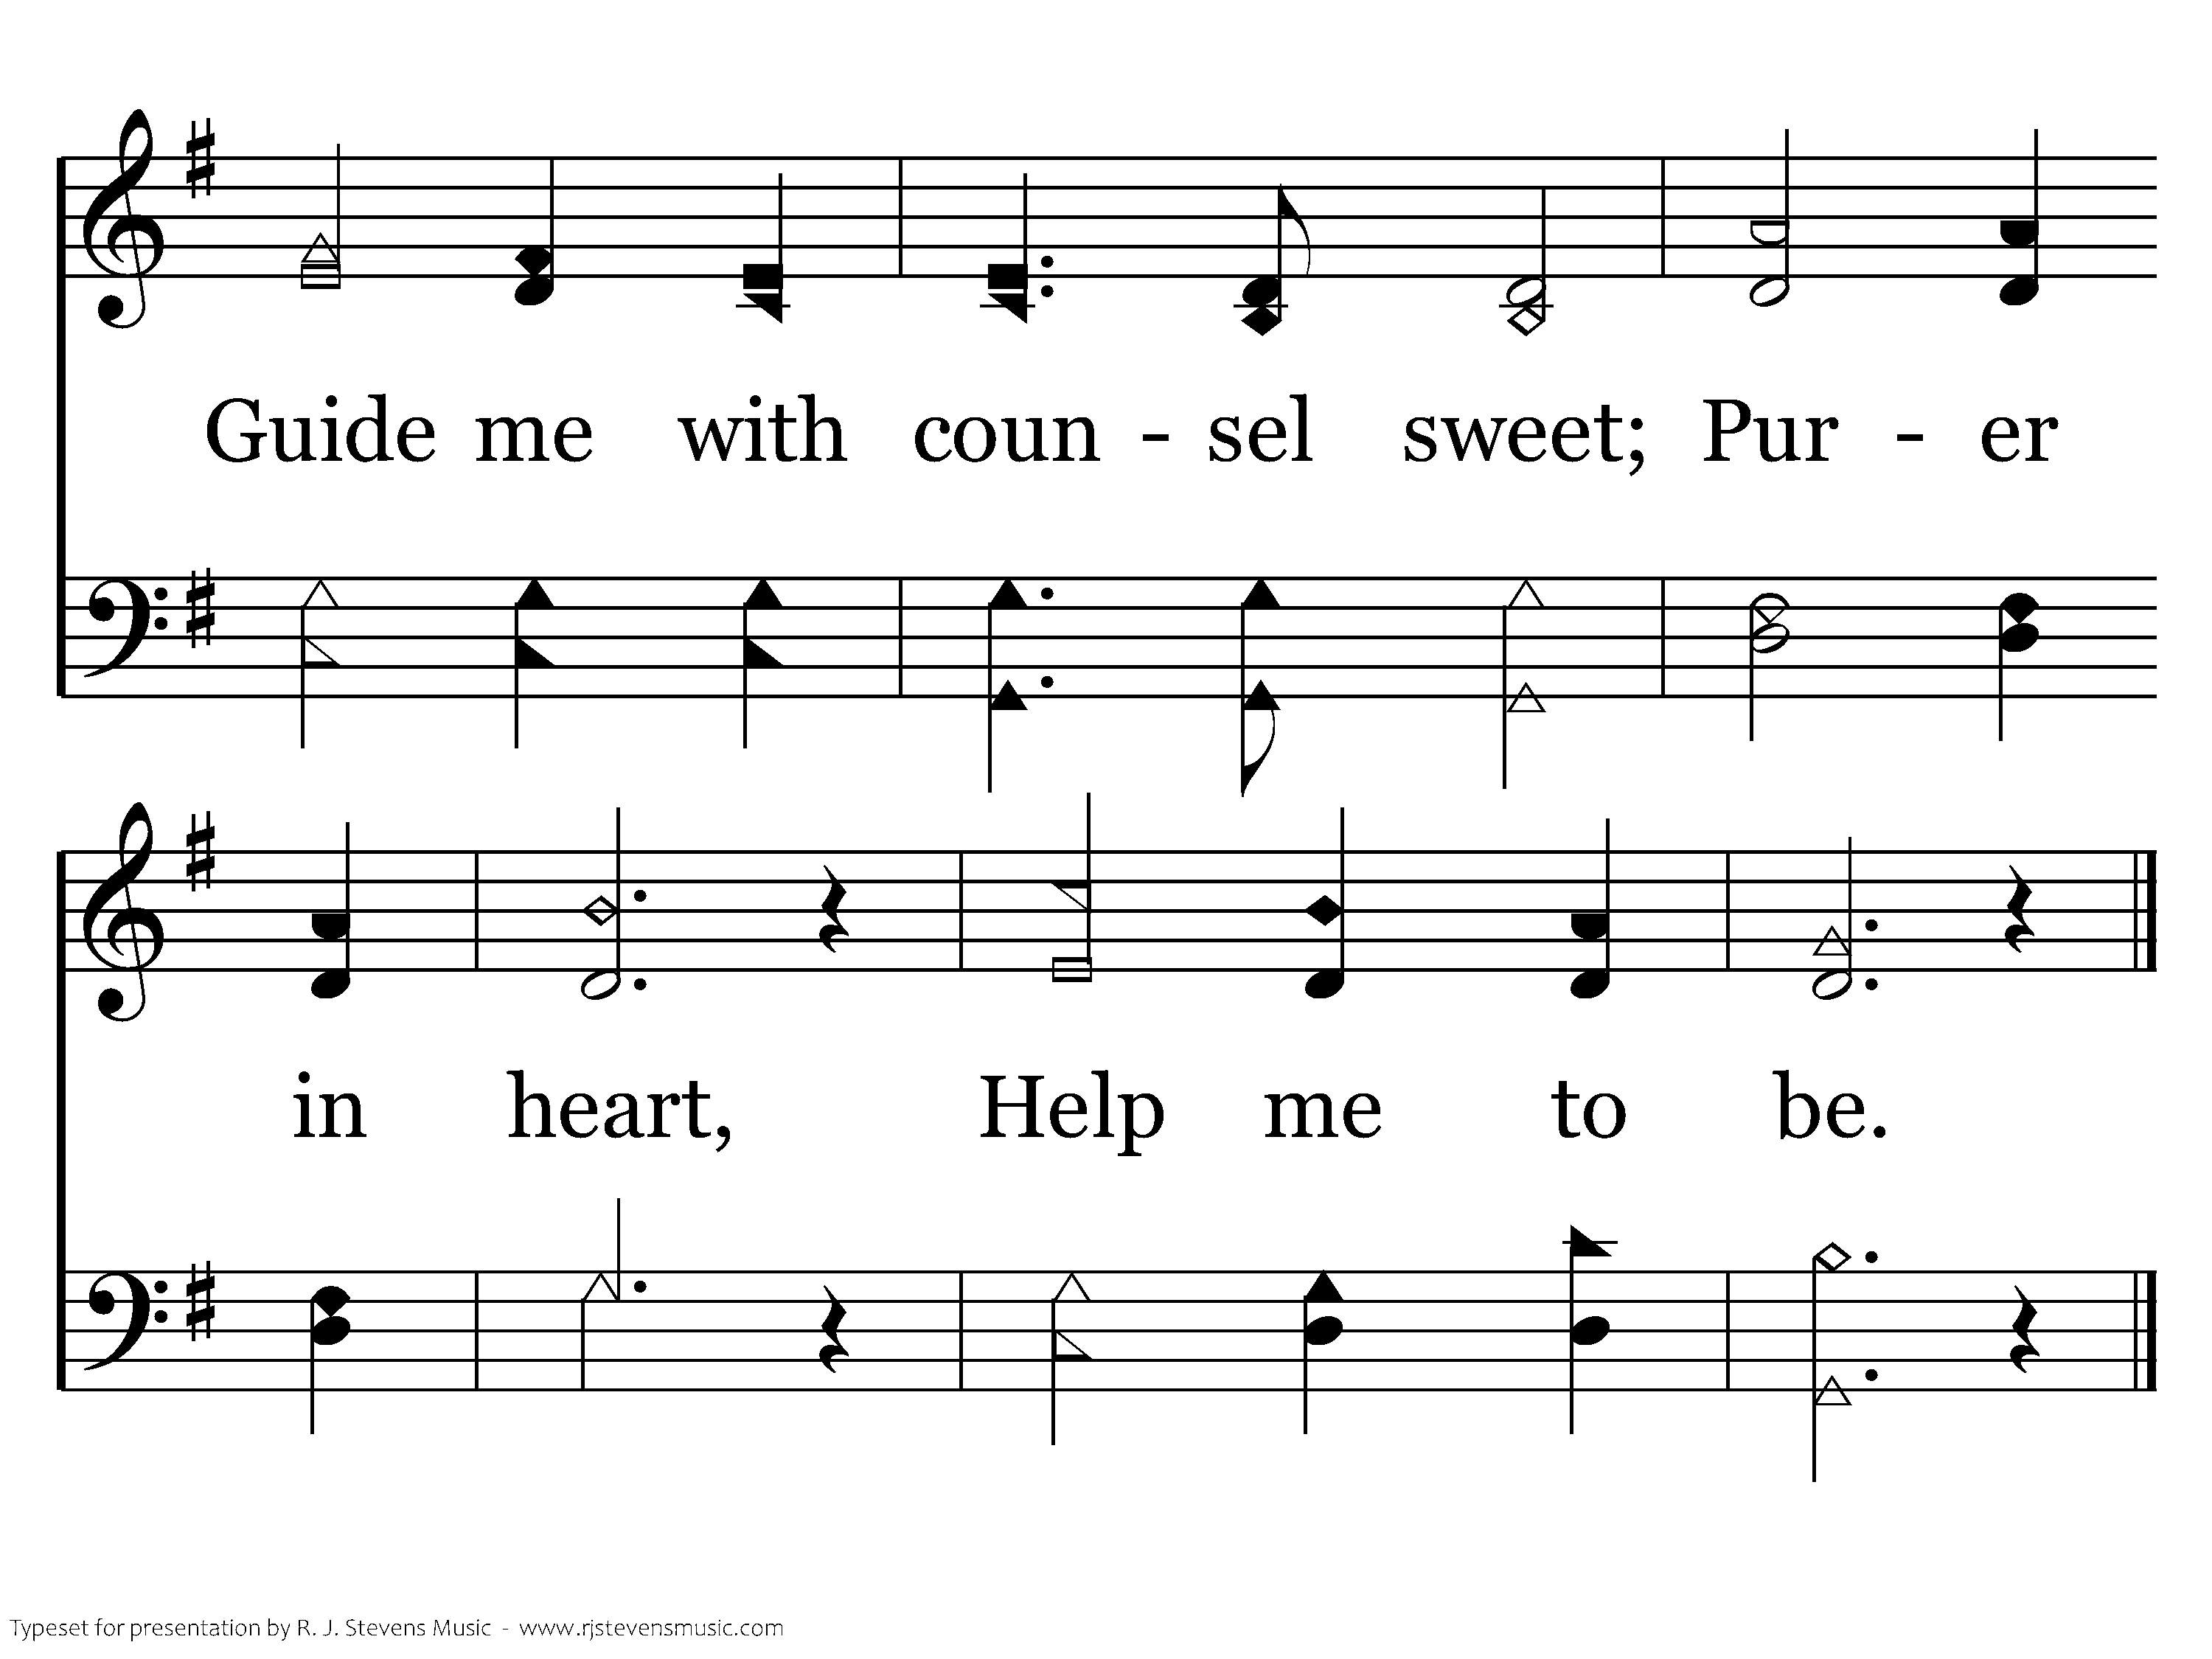 Guide me with coun - sel sweet; Pur - er
in heart, Help me to be.
Typeset for presentation by R. J. Stevens Music - www.rjstevensmusic.com